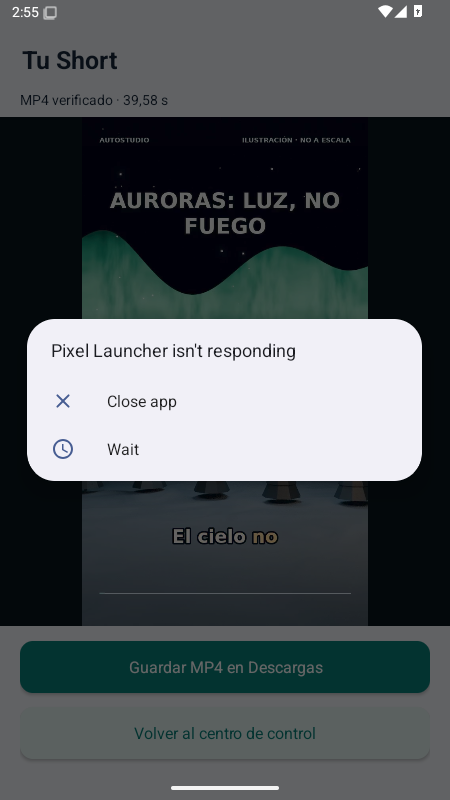 2:55
Tu Short
MP4 verificado · 39,58 s
AUTOSTUDIO
ILUSTRACIÓN · NO A ESCALA
AURORAS: LUZ, NO
FUEGO
Pixel Launcher isn't responding
Close app
Wait
El cielo no
Guardar MP4 en Descargas
Volver al centro de control